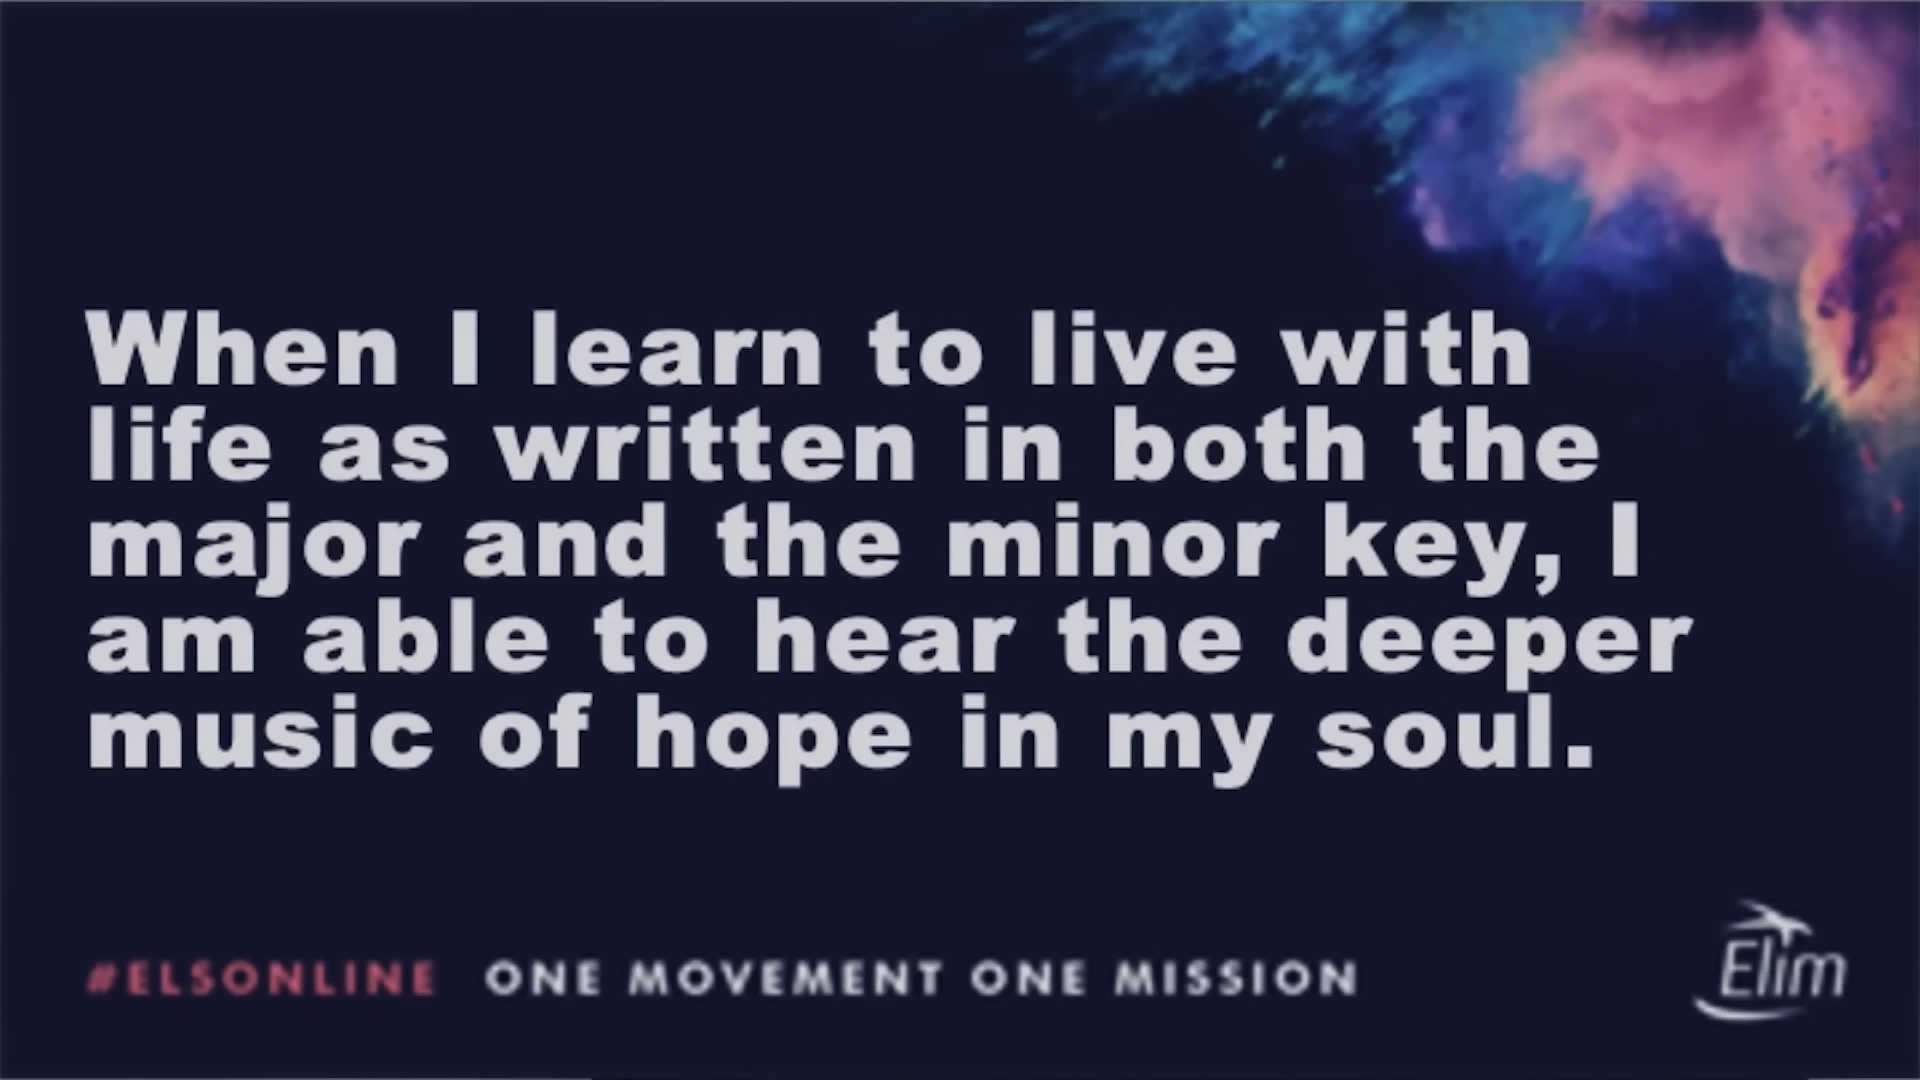 When I learn to live with
life as written in both the
major and the minor key, I
am able to hear the deeper
music of hope in my soul.
#ELSONLINE ONE MOVEMENT ONE MISSION
Elim